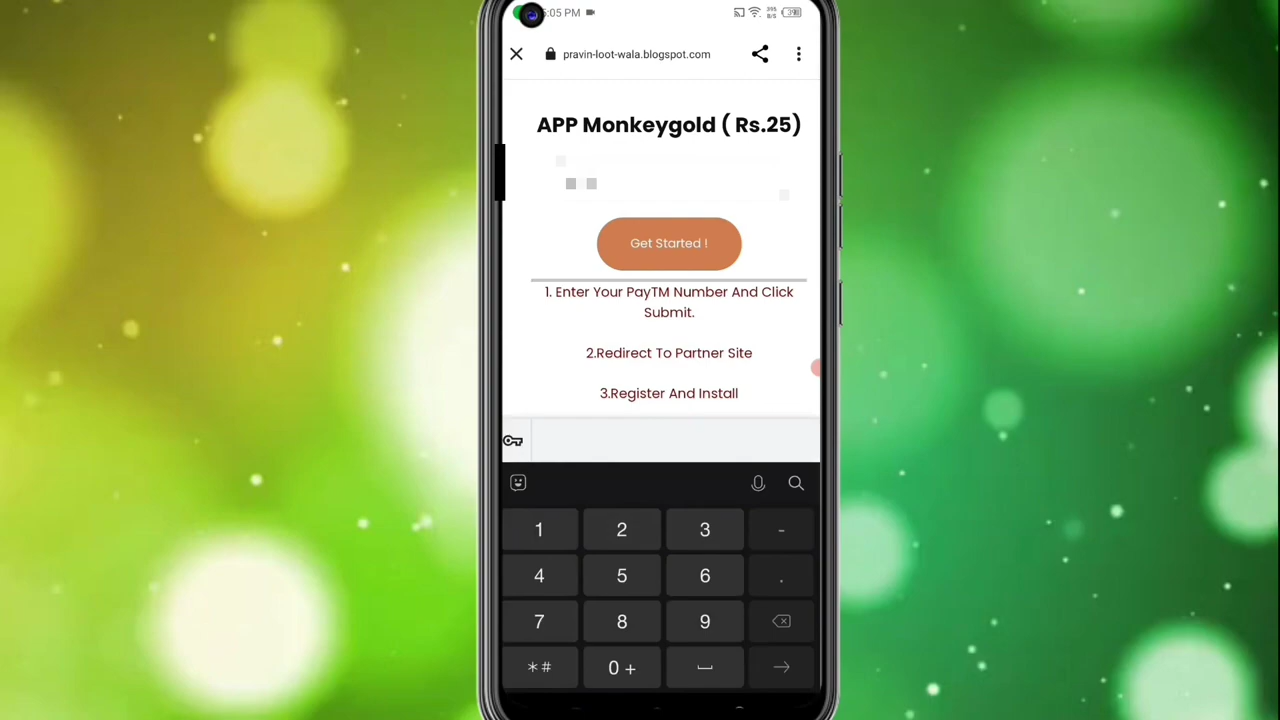 5:05 PM
395 B/S
pravin-loot-wala.blogspot.com
APP Monkeygold ( Rs.25)
Get Started !
1. Enter Your PayTM Number And Click
Submit.
2.Redirect To Partner Site
3.Register And Install
1 2 3 -
4 5 6 .
7 8 9
*# 0 +